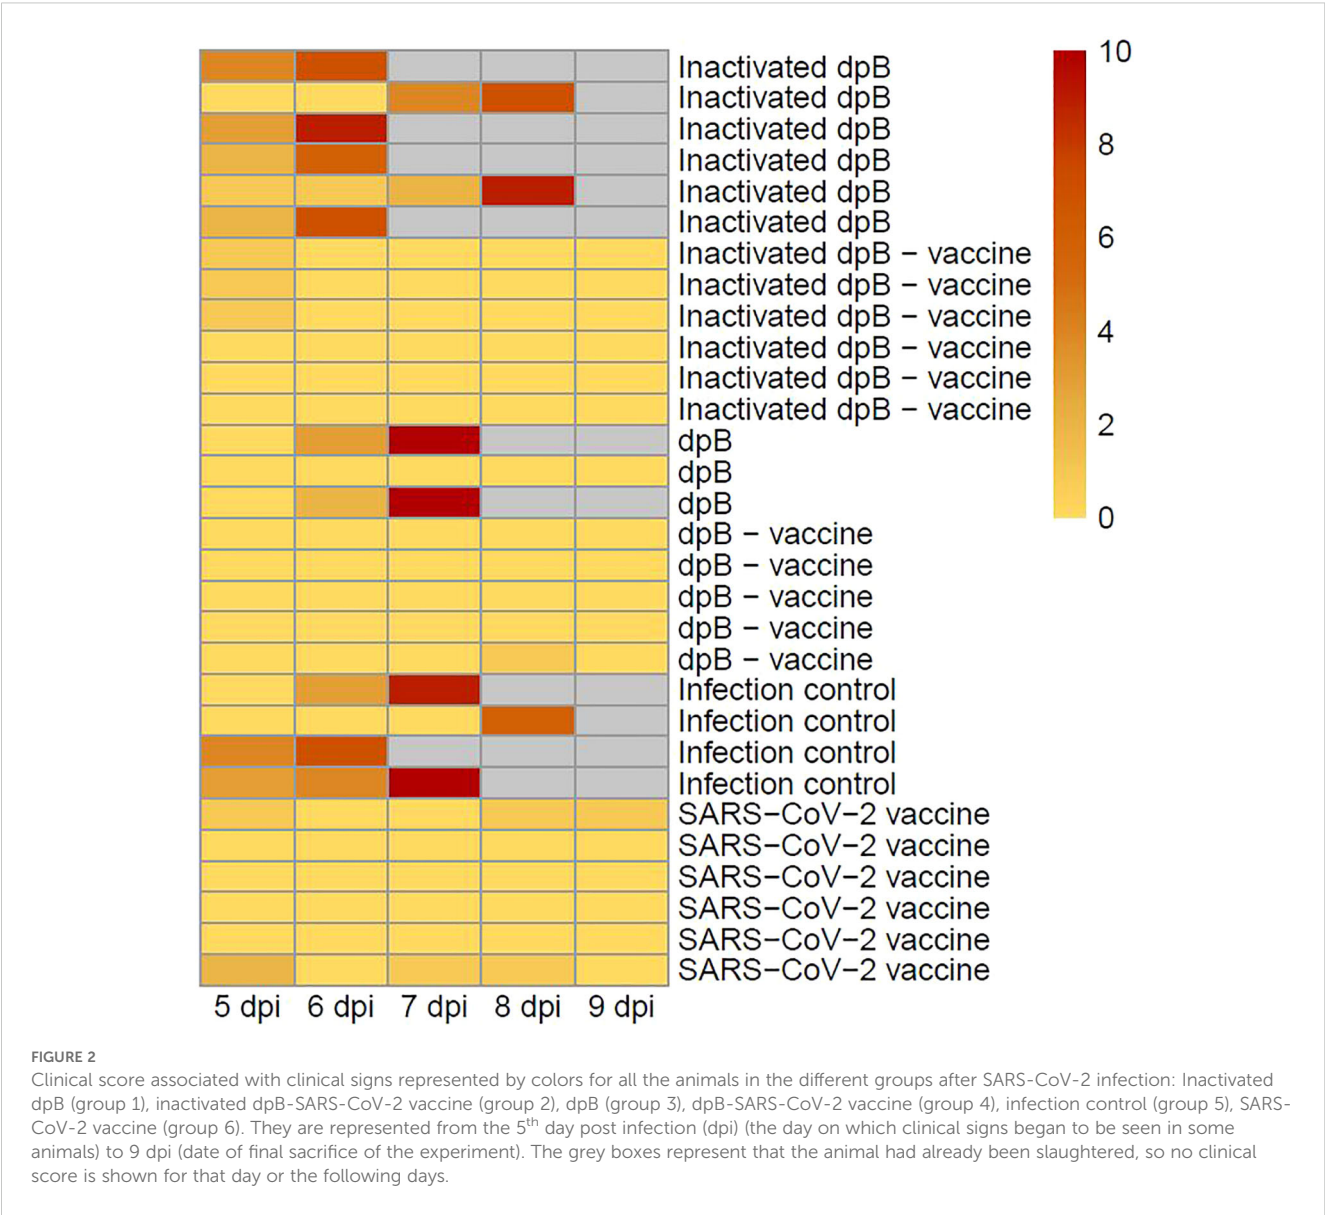 Inactivated dpB
Inactivated dpB
Inactivated dpB
Inactivated dpB
Inactivated dpB
Inactivated dpB
Inactivated dpB − vaccine
Inactivated dpB − vaccine
Inactivated dpB − vaccine
Inactivated dpB − vaccine
Inactivated dpB − vaccine
Inactivated dpB − vaccine
dpB
dpB
dpB
dpB − vaccine
dpB − vaccine
dpB − vaccine
dpB − vaccine
dpB − vaccine
Infection control
Infection control
Infection control
Infection control
SARS−CoV−2 vaccine
SARS−CoV−2 vaccine
SARS−CoV−2 vaccine
SARS−CoV−2 vaccine
SARS−CoV−2 vaccine
SARS−CoV−2 vaccine
10
8
6
4
2
0
5 dpi 6 dpi 7 dpi 8 dpi 9 dpi
FIGURE 2
Clinical score associated with clinical signs represented by colors for all the animals in the different groups after SARS-CoV-2 infection: Inactivated
dpB (group 1), inactivated dpB-SARS-CoV-2 vaccine (group 2), dpB (group 3), dpB-SARS-CoV-2 vaccine (group 4), infection control (group 5), SARS-
CoV-2 vaccine (group 6). They are represented from the 5th day post infection (dpi) (the day on which clinical signs began to be seen in some
animals) to 9 dpi (date of final sacrifice of the experiment). The grey boxes represent that the animal had already been slaughtered, so no clinical
score is shown for that day or the following days.